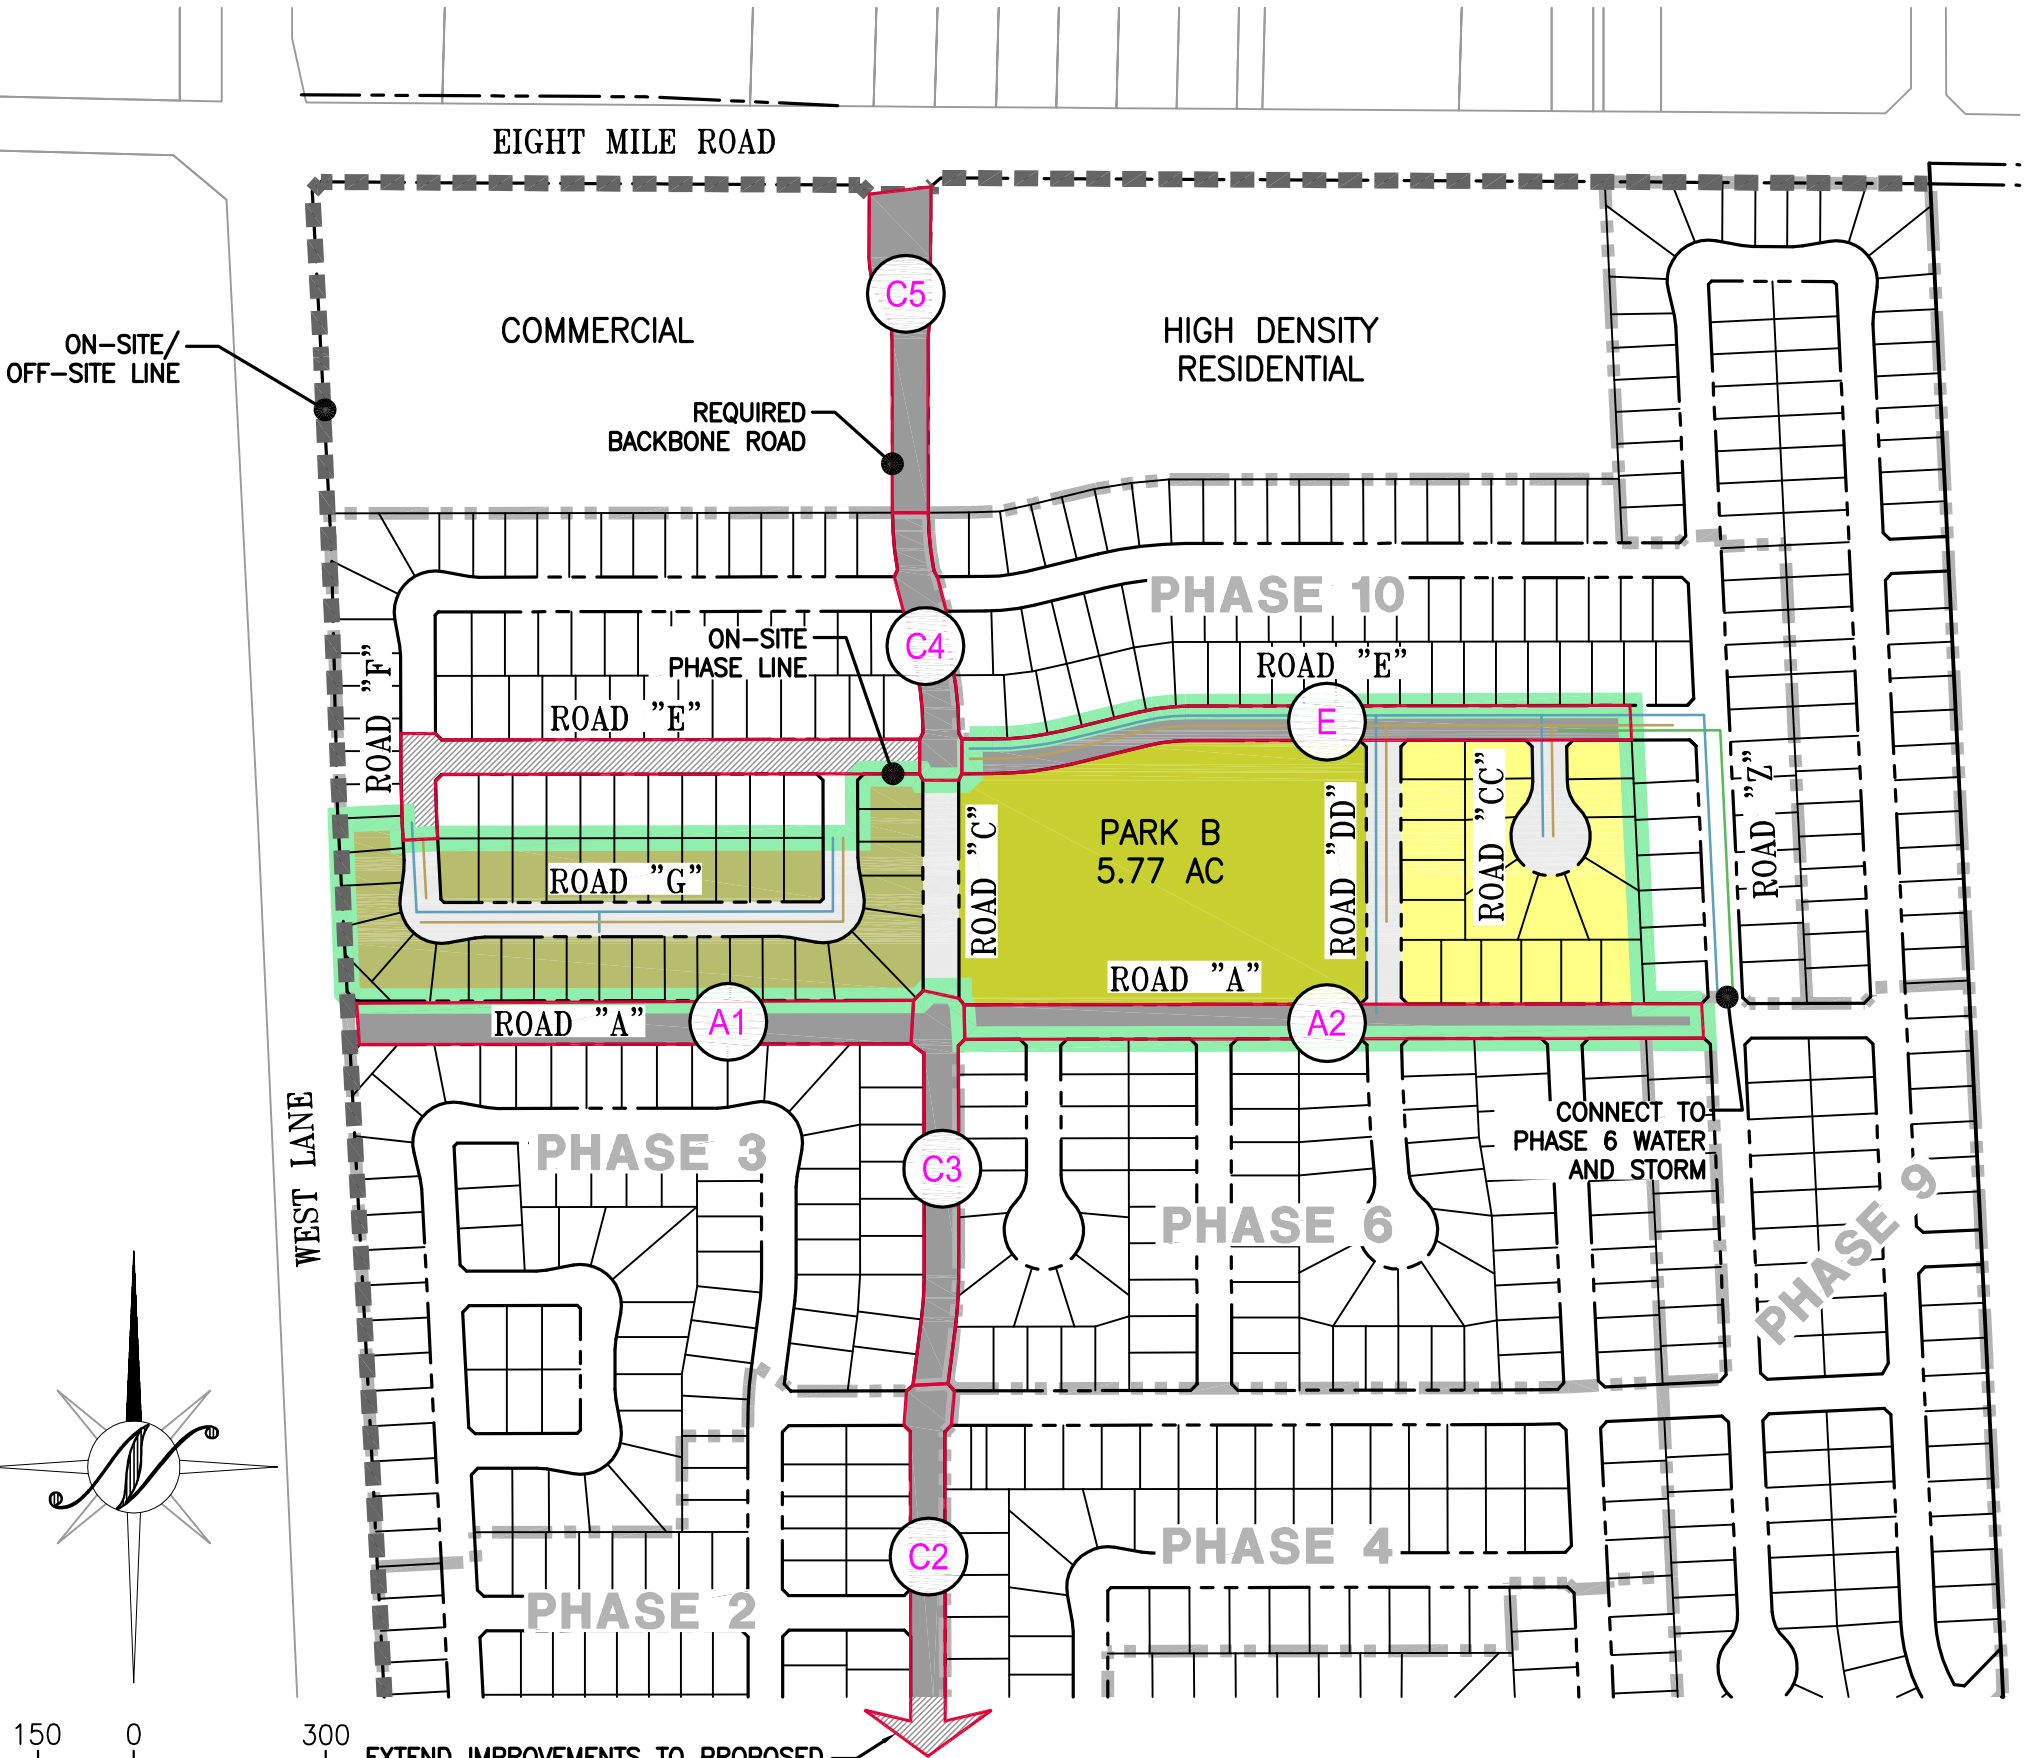 EIGHT MILE ROAD
C5
COMMERCIAL
HIGH DENSITY
RESIDENTIAL
ON-SITE/
OFF-SITE LINE
REQUIRED
BACKBONE ROAD
PHASE 10
ON-SITE
PHASE LINE
C4
ROAD "E"
ROAD "E"
ROAD "F"
E
ROAD "C"
PARK B
5.77 AC
ROAD "DD"
ROAD "CC"
ROAD "Z"
ROAD "G"
ROAD "A"
ROAD "A"
A1
A2
WEST LANE
CONNECT TO
PHASE 6 WATER
AND STORM
PHASE 3
C3
PHASE 6
PHASE 9
PHASE 4
C2
PHASE 2
150 0 300
EXTEND IMPROVEMENTS TO PROPOSED